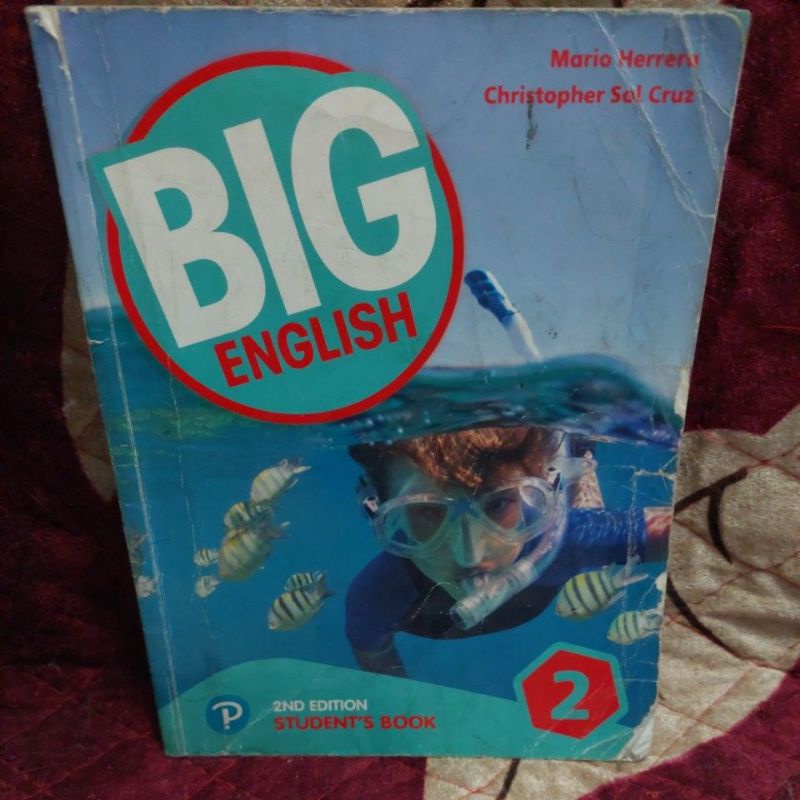 Mario Herrera
Christopher Sol Cruz
BIG
ENGLISH
2ND EDITION
STUDENT'S BOOK
2
P